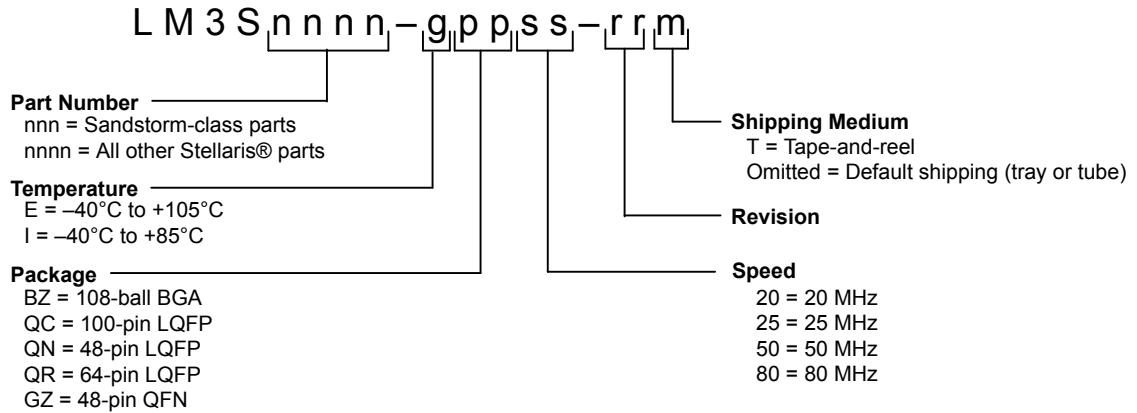 LM3Snnnn–gppss–rrm
Part Number
nnn = Sandstorm-class parts
nnnn = All other Stellaris® parts
Temperature
E = –40°C to +105°C
I = –40°C to +85°C
Package
BZ = 108-ball BGA
QC = 100-pin LQFP
QN = 48-pin LQFP
QR = 64-pin LQFP
GZ = 48-pin QFN
Shipping Medium
T = Tape-and-reel
Omitted = Default shipping (tray or tube)
Revision
Speed
20 = 20 MHz
25 = 25 MHz
50 = 50 MHz
80 = 80 MHz